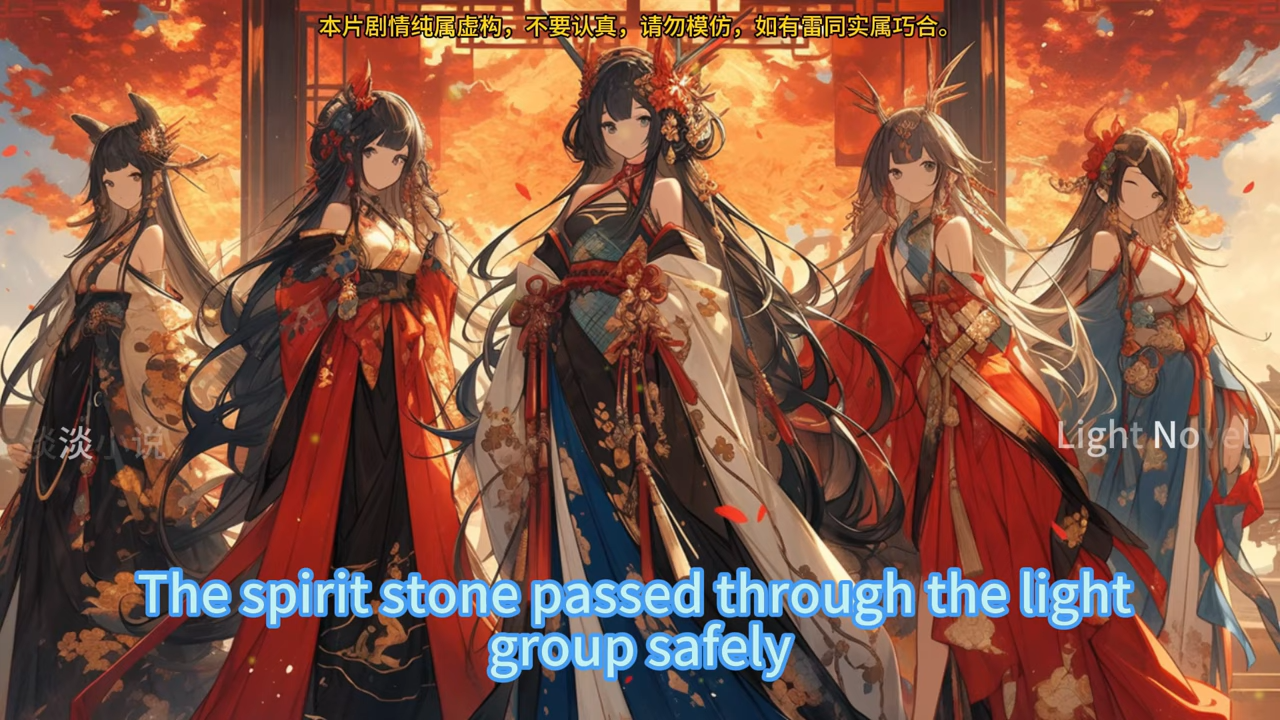 本片剧情纯属虚构，不要认真，请勿模仿，如有雷同实属巧合。
淡淡小说
Light Novel
The spirit stone passed through the light
group safely